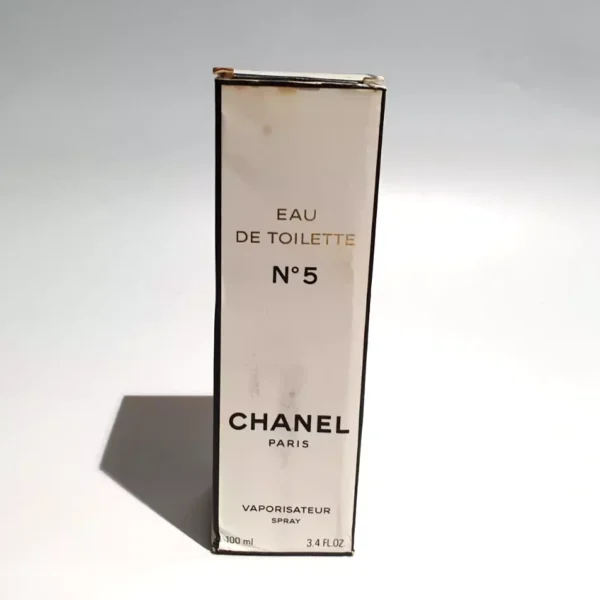 EAU
DE TOILETTE
N°5
CHANEL
PARIS
VAPORISATEUR
SPRAY
100 ml 3.4 FL.OZ